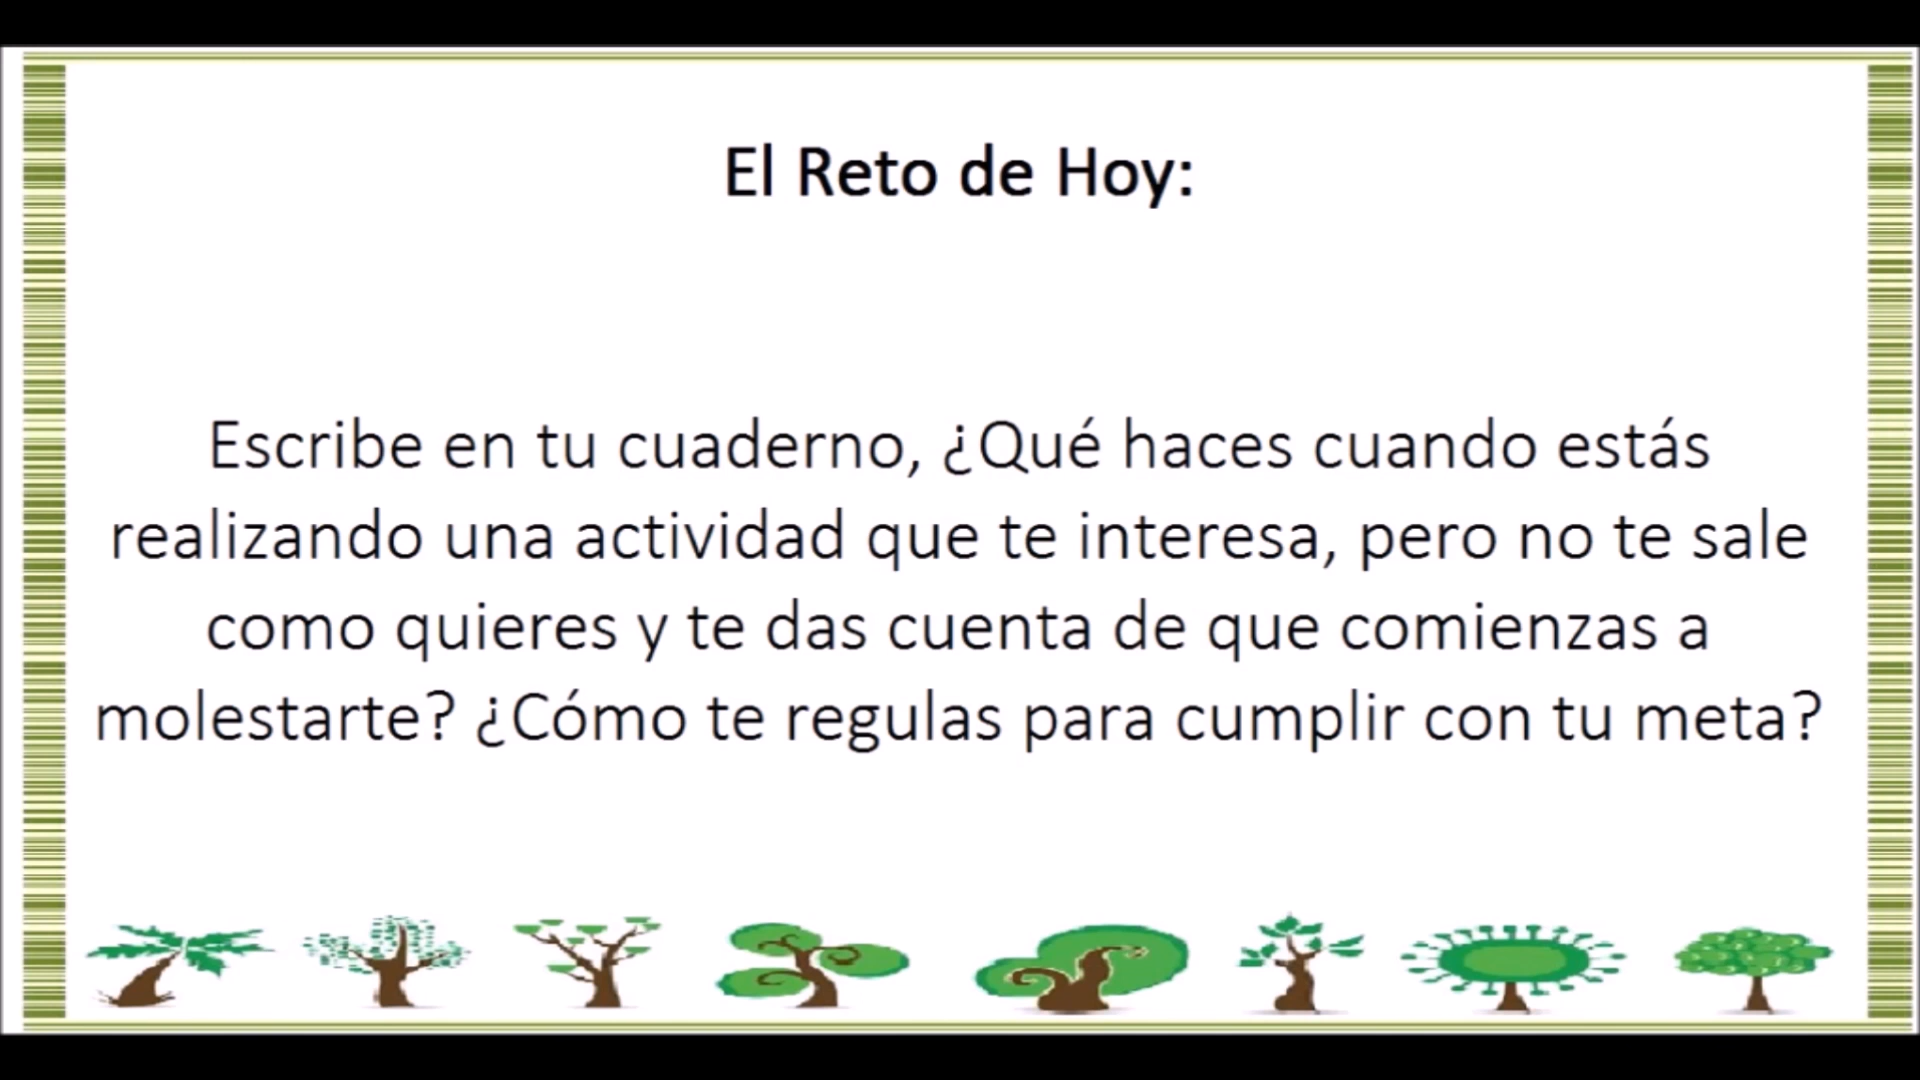 El Reto de Hoy:
Escribe en tu cuaderno, ¿Qué haces cuando estás
realizando una actividad que te interesa, pero no te sale
como quieres y te das cuenta de que comienzas a
molestarte? ¿Cómo te regulas para cumplir con tu meta?